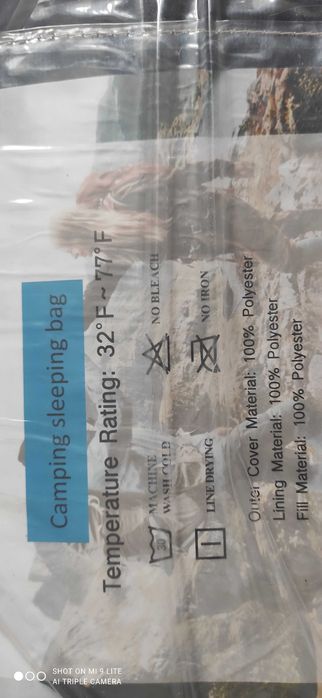 Camping sleeping bag
Temperature Rating: 32°F~77°F
30
MACHINE
WASH COLD
NO BLEACH
LINE DRYING
NO IRON
Outer Cover Material: 100% Polyester
Lining Material: 100% Polyester
Fill Material: 100% Polyester
SHOT ON MI 9 LITE
AI TRIPLE CAMERA